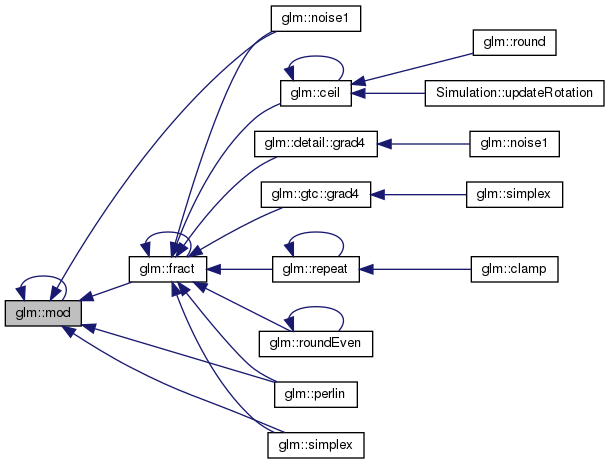 glm::noise1
glm::round
glm::ceil
Simulation::updateRotation
glm::detail::grad4
glm::noise1
glm::gtc::grad4
glm::simplex
glm::fract
glm::repeat
glm::clamp
glm::mod
glm::roundEven
glm::perlin
glm::simplex